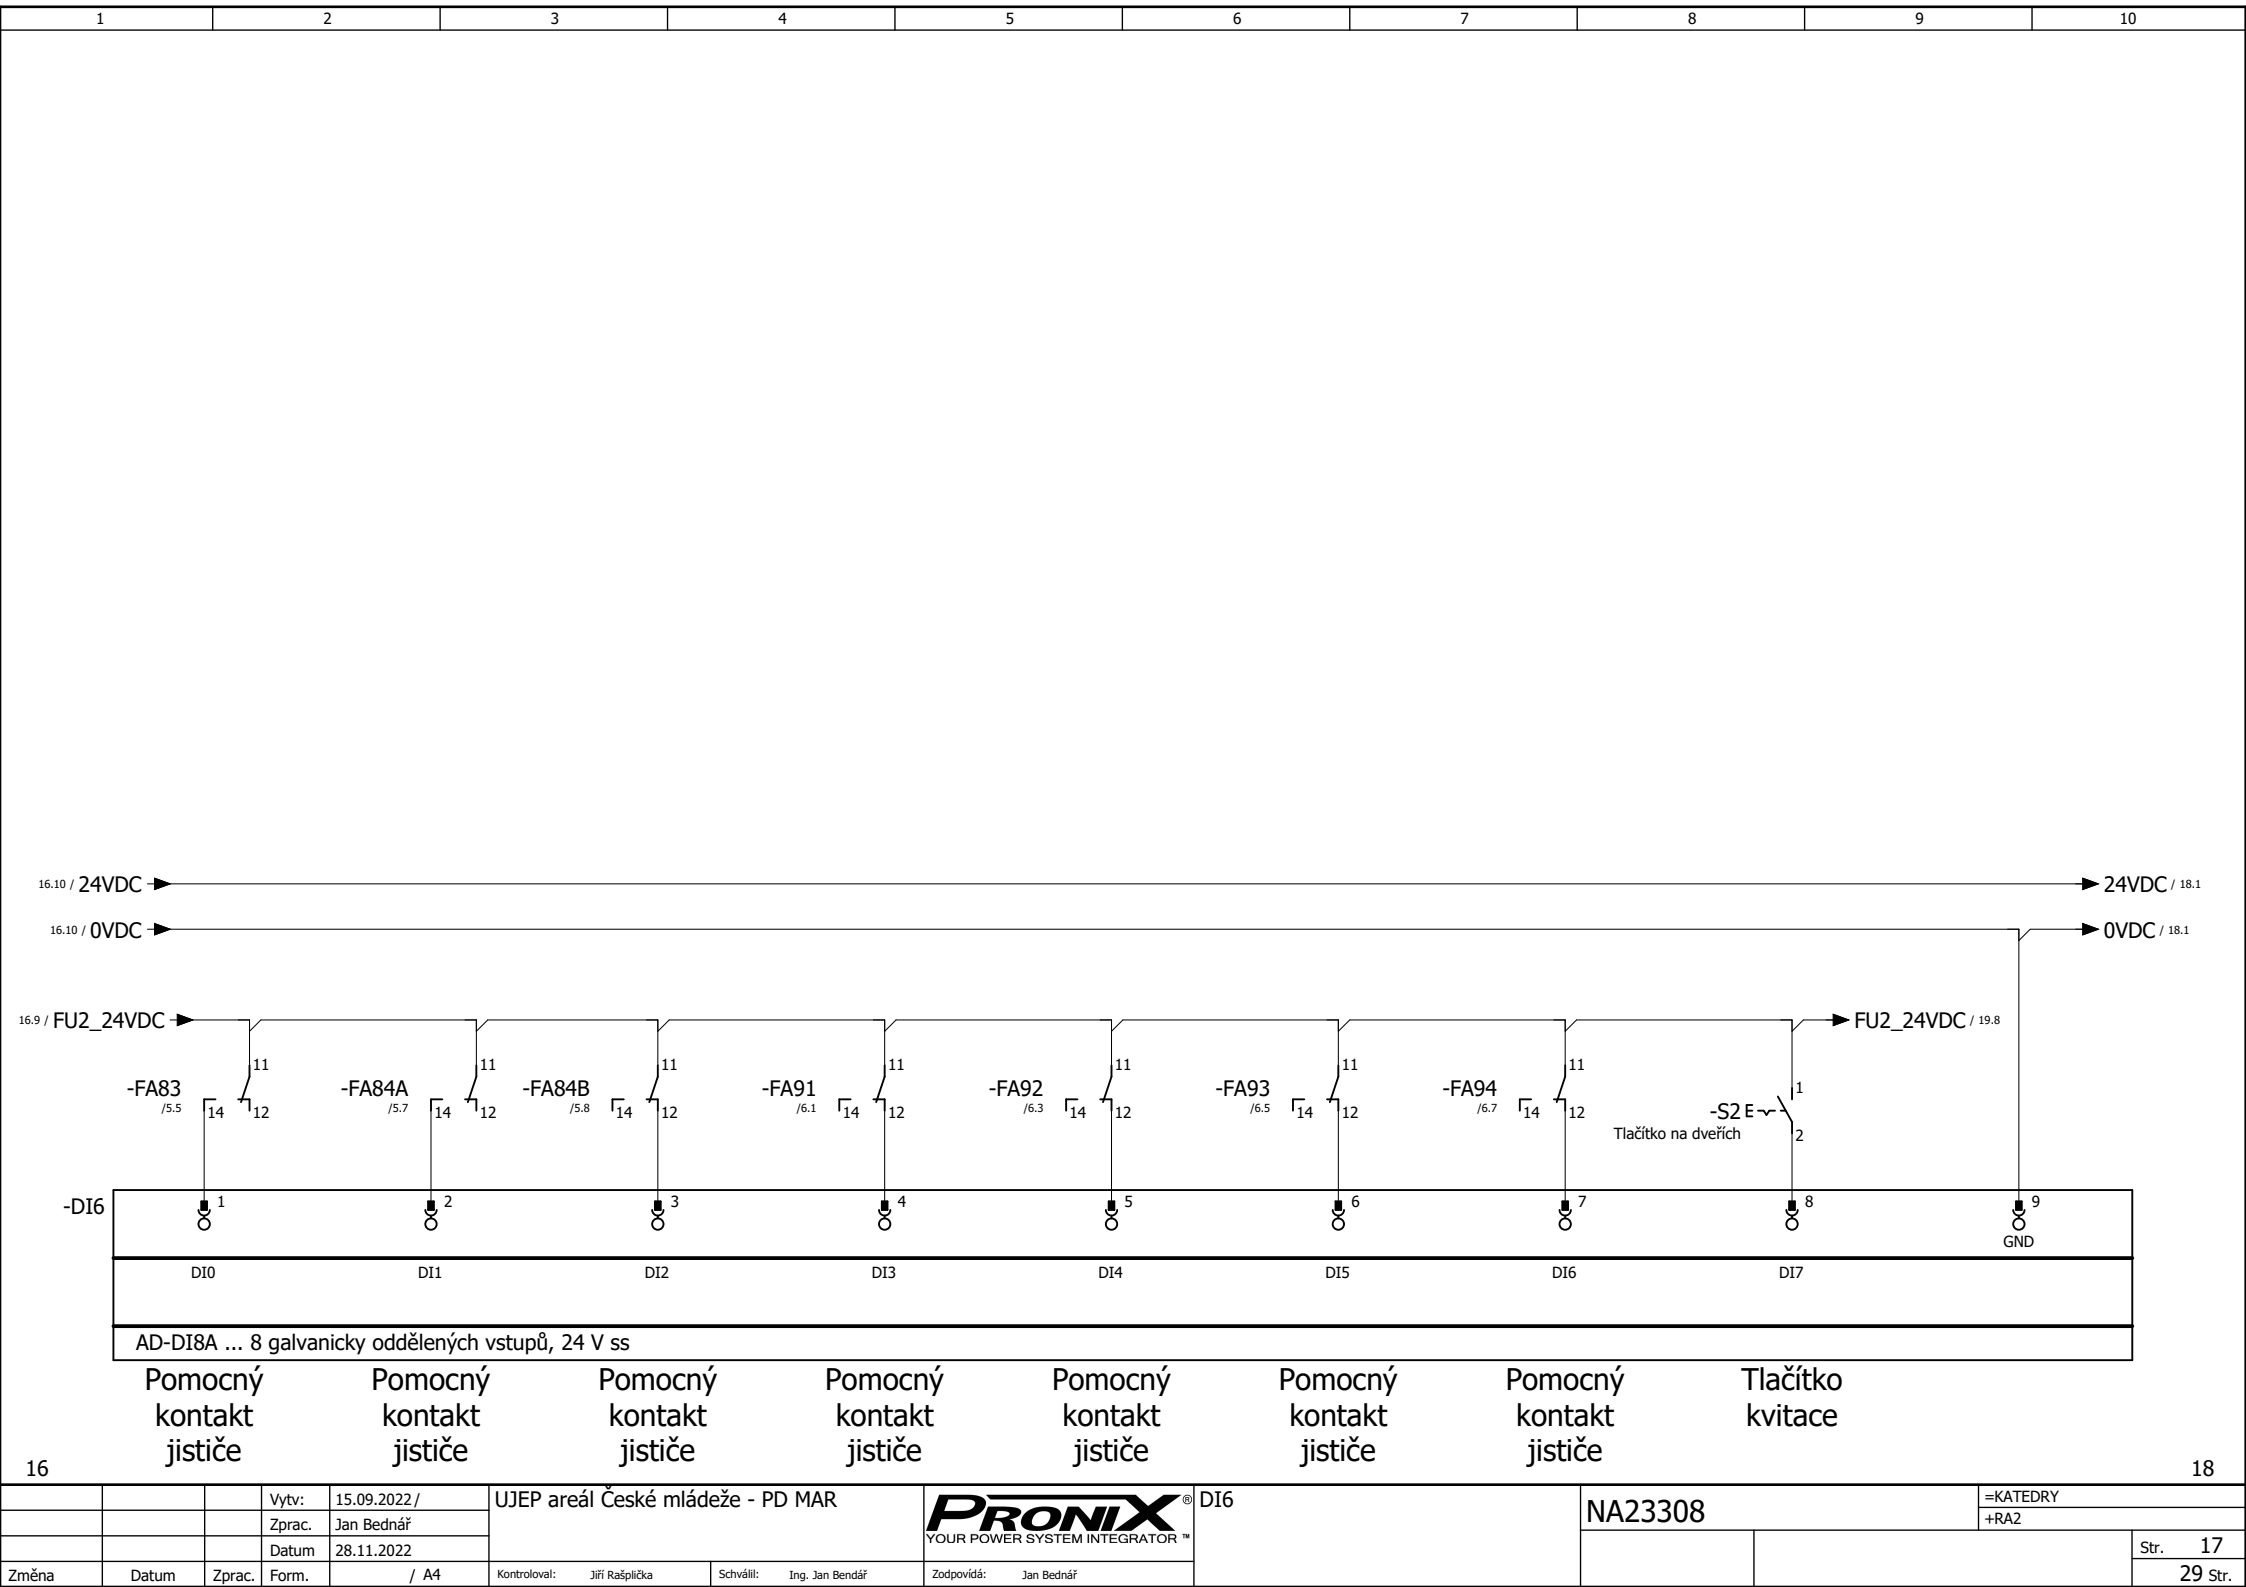 1 2 3 4 5 6 7 8 9 10
16.10 / 24VDC 24VDC / 18.1
16.10 / 0VDC 0VDC / 18.1
16.9 / FU2_24VDC FU2_24VDC / 19.8
11 11 11 11 11 11 11
-FA83 -FA84A -FA84B -FA91 -FA92 -FA93 -FA94 1
/5.5 /5.7 /5.8 /6.1 /6.3 /6.5 /6.7
14 12 14 12 14 12 14 12 14 12 14 12 14 12 -S2 E
Tlačítko na dveřích 2
-DI6 1 2 3 4 5 6 7 8 9
GND
DI0 DI1 DI2 DI3 DI4 DI5 DI6 DI7
AD-DI8A ... 8 galvanicky oddělených vstupů, 24 V ss
Pomocný Pomocný Pomocný Pomocný Pomocný Pomocný Pomocný Tlačítko
kontakt kontakt kontakt kontakt kontakt kontakt kontakt kvitace
jističe jističe jističe jističe jističe jističe jističe
16 18
Vytv: 15.09.2022 / UJEP areál České mládeže - PD MAR PRONIX ® DI6 NA23308 =KATEDRY
Zprac. Jan Bednář +RA2
YOUR POWER SYSTEM INTEGRATOR ™
Datum 28.11.2022 Str. 17
Změna Datum Zprac. Form. / A4 Kontroloval: Jiří Rašplička Schválil: Ing. Jan Bendář Zodpovídá: Jan Bednář 29 Str.